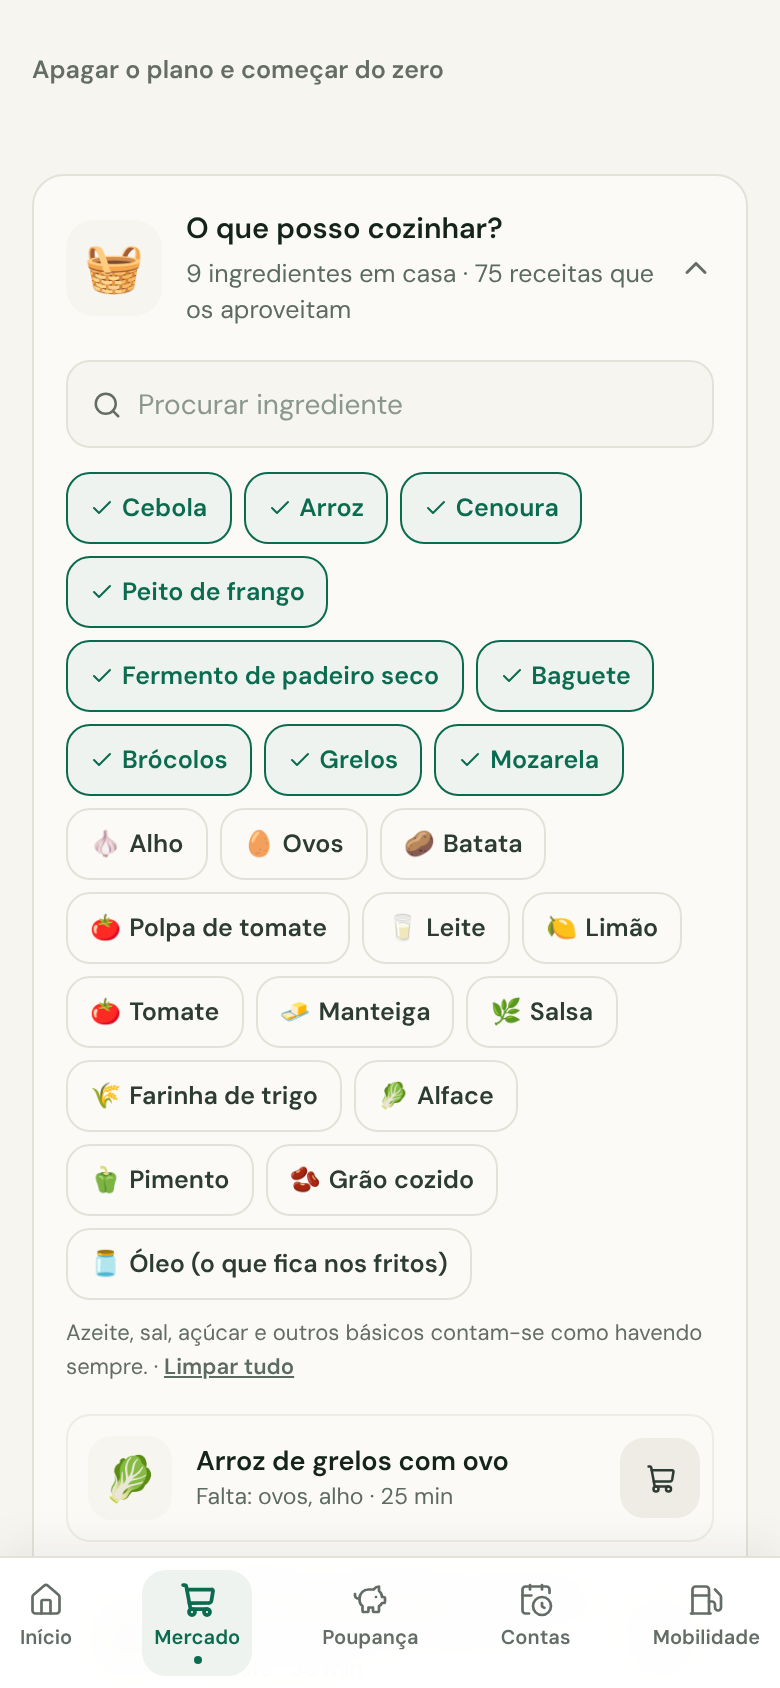 Apagar o plano e começar do zero
O que posso cozinhar?
9 ingredientes em casa · 75 receitas que
os aproveitam
Procurar ingrediente
Cebola
Arroz
Cenoura
Peito de frango
Fermento de padeiro seco
Baguete
Brócolos
Grelos
Mozarela
Alho
Ovos
Batata
Polpa de tomate
Leite
Limão
Tomate
Manteiga
Salsa
Farinha de trigo
Alface
Pimento
Grão cozido
Óleo (o que fica nos fritos)
Azeite, sal, açúcar e outros básicos contam-se como havendo
sempre. · Limpar tudo
Arroz de grelos com ovo
Falta: ovos, alho · 25 min
Início
Mercado
Poupança
Contas
Mobilidade